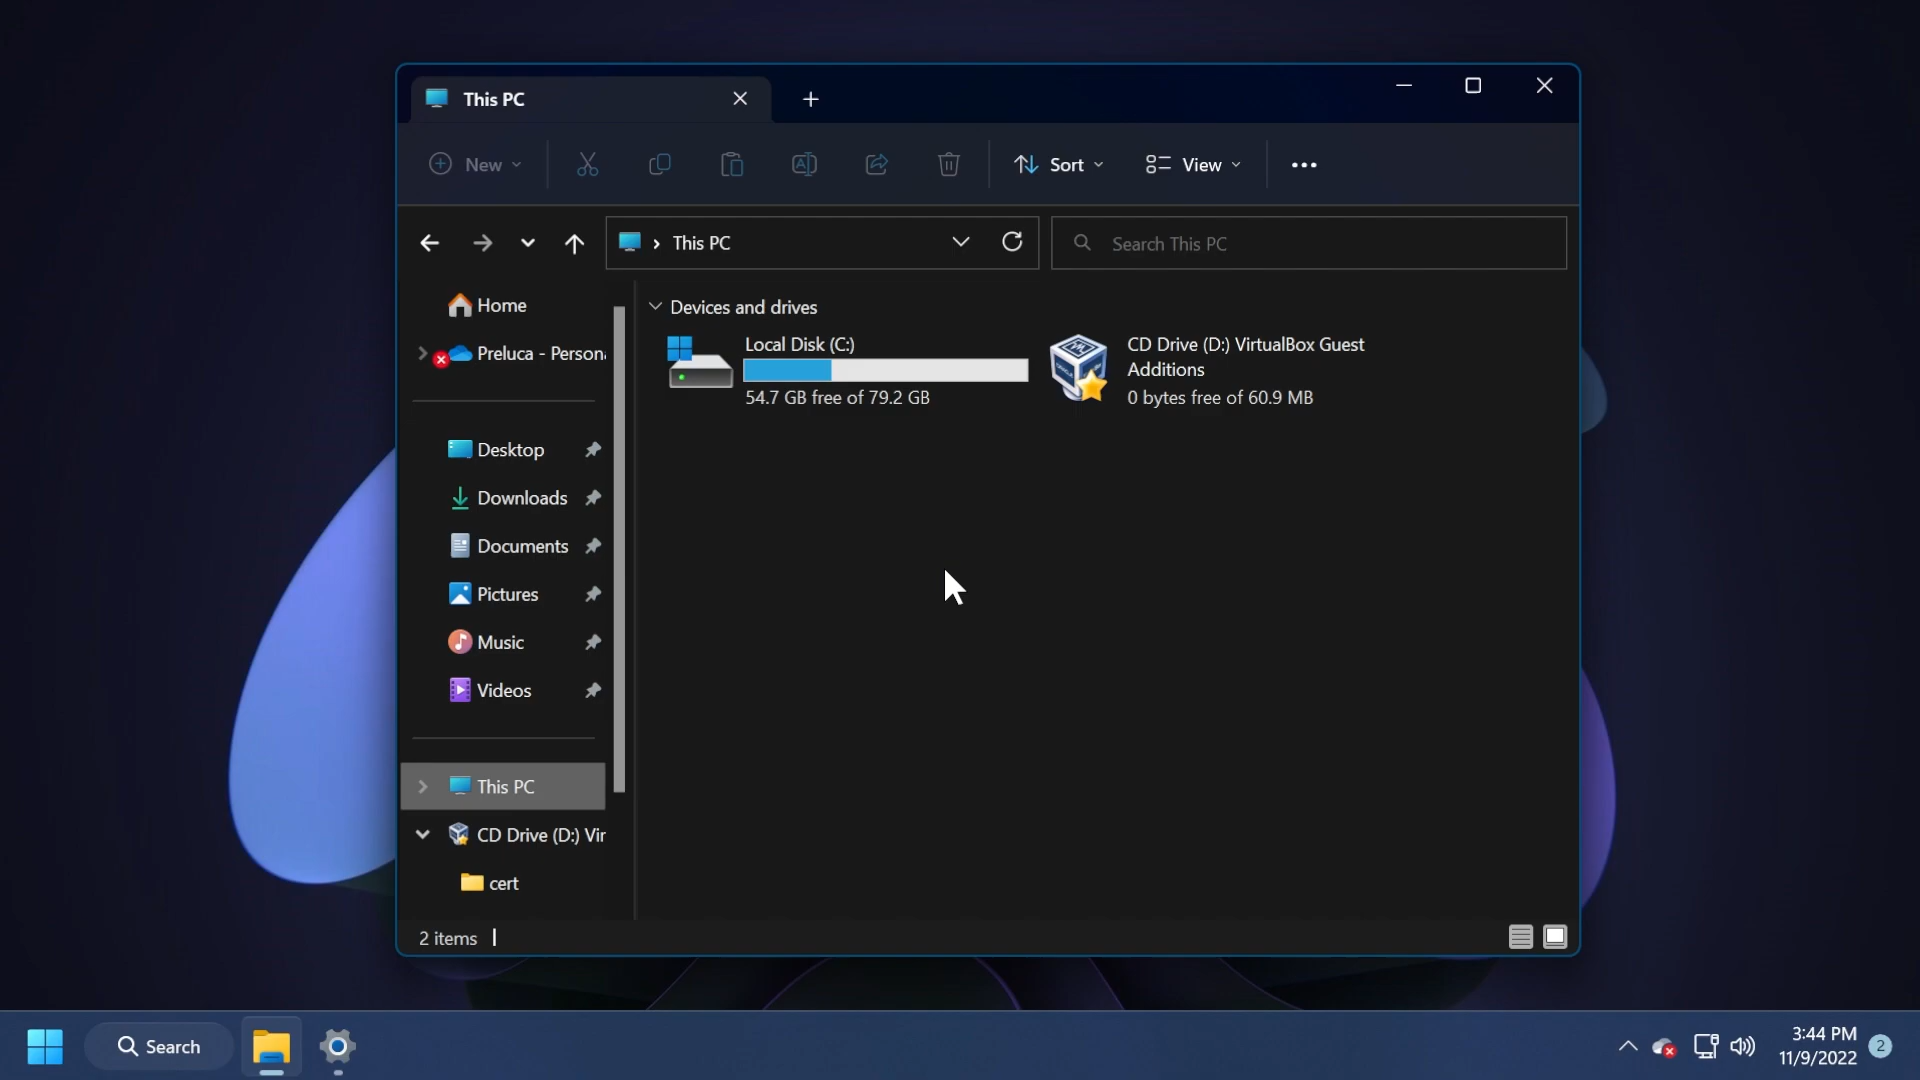 This PC
New
Sort
View
This PC
Search This PC
Home
Preluca - Persona
Desktop
Downloads
Documents
Pictures
Music
Videos
This PC
CD Drive (D:) Vir
cert
Devices and drives
Local Disk (C:)
54.7 GB free of 79.2 GB
CD Drive (D:) VirtualBox Guest
Additions
0 bytes free of 60.9 MB
2 items
Search
3:44 PM
11/9/2022
2